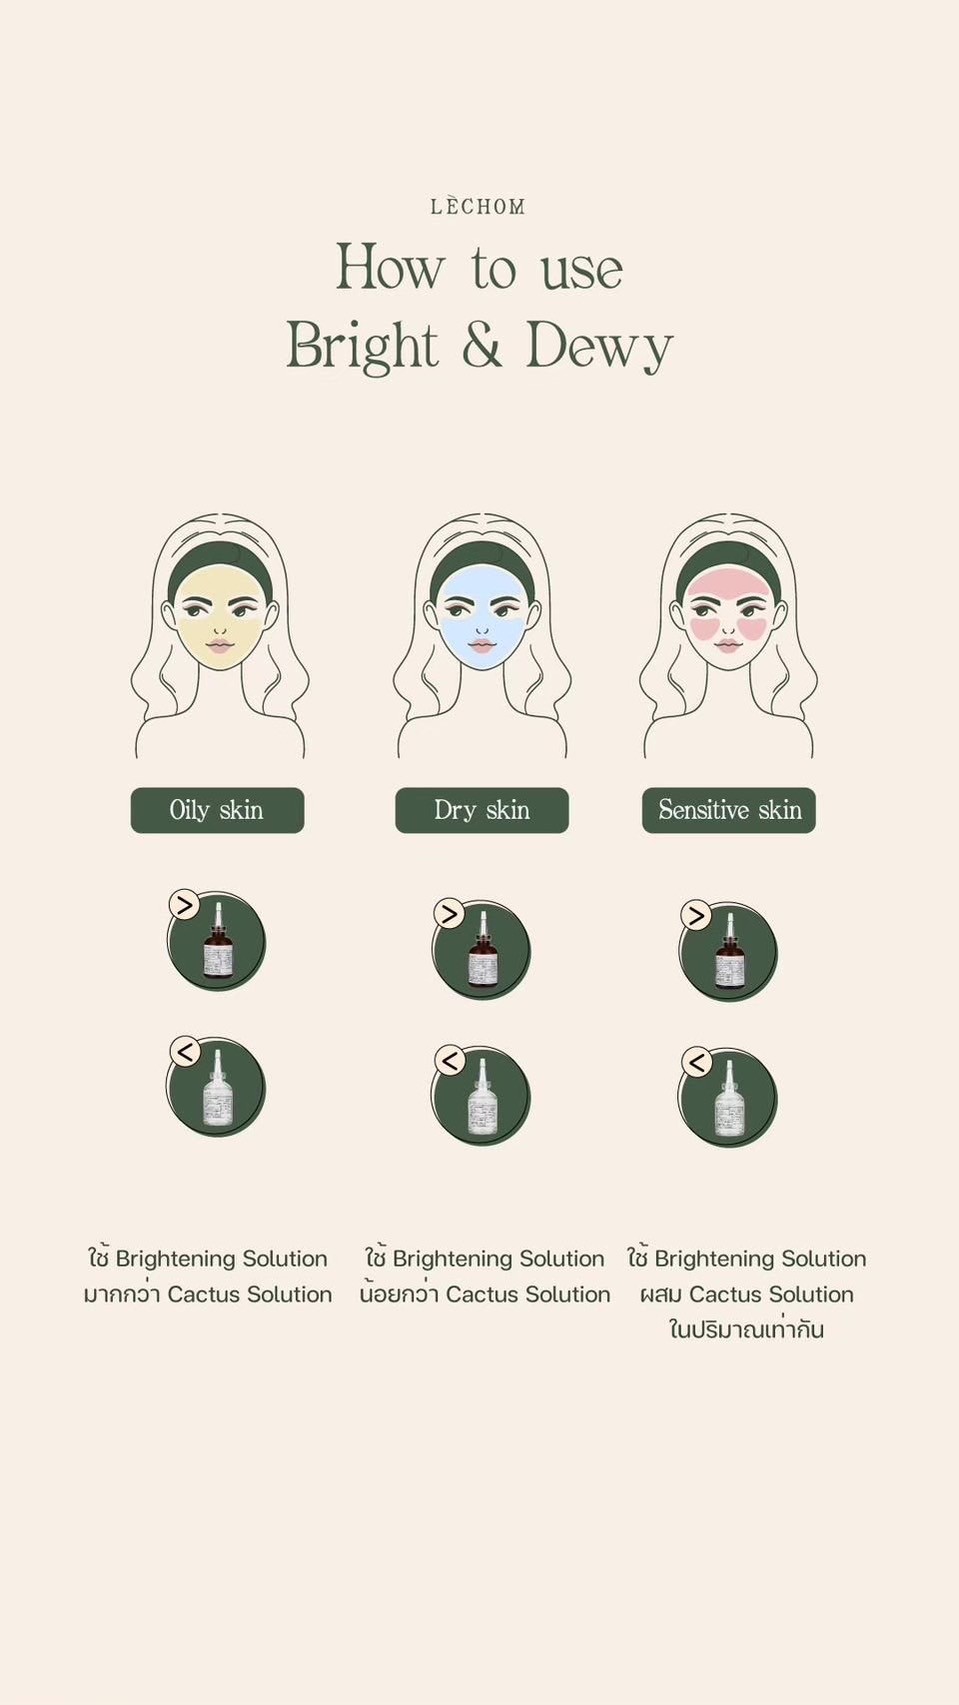 LÈCHOM
How to use
Bright & Dewy
Oily skin
Dry skin
Sensitive skin
>
>
>
<
<
<
ใช้ Brightening Solution
มากกว่า Cactus Solution
ใช้ Brightening Solution
น้อยกว่า Cactus Solution
ใช้ Brightening Solution
ผสม Cactus Solution
ในปริมาณเท่ากัน